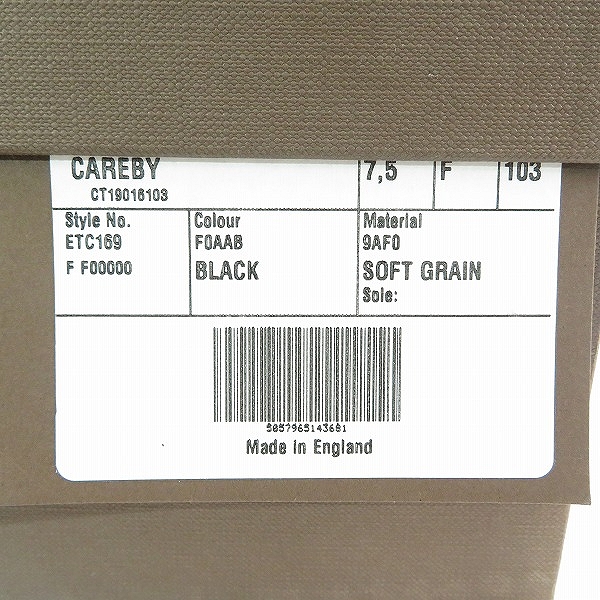 CAREBY 7,5 F 103
CT19016103
Style No. Colour Material
ETC169 F0AAB 9AF0
F F00000 BLACK SOFT GRAIN
Sole:
5057965143681
Made in England